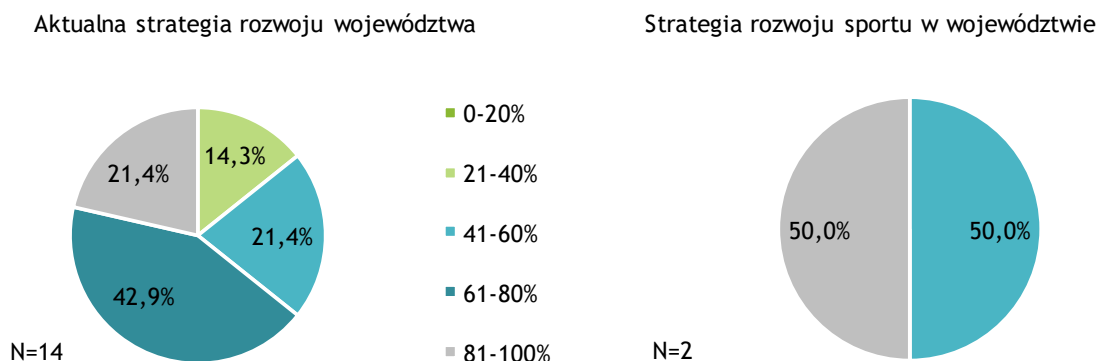 Aktualna strategia rozwoju województwa
14,3%
21,4%
42,9%
21,4%
N=14
0-20%
21-40%
41-60%
61-80%
81-100%
Strategia rozwoju sportu w województwie
50,0%
50,0%
N=2